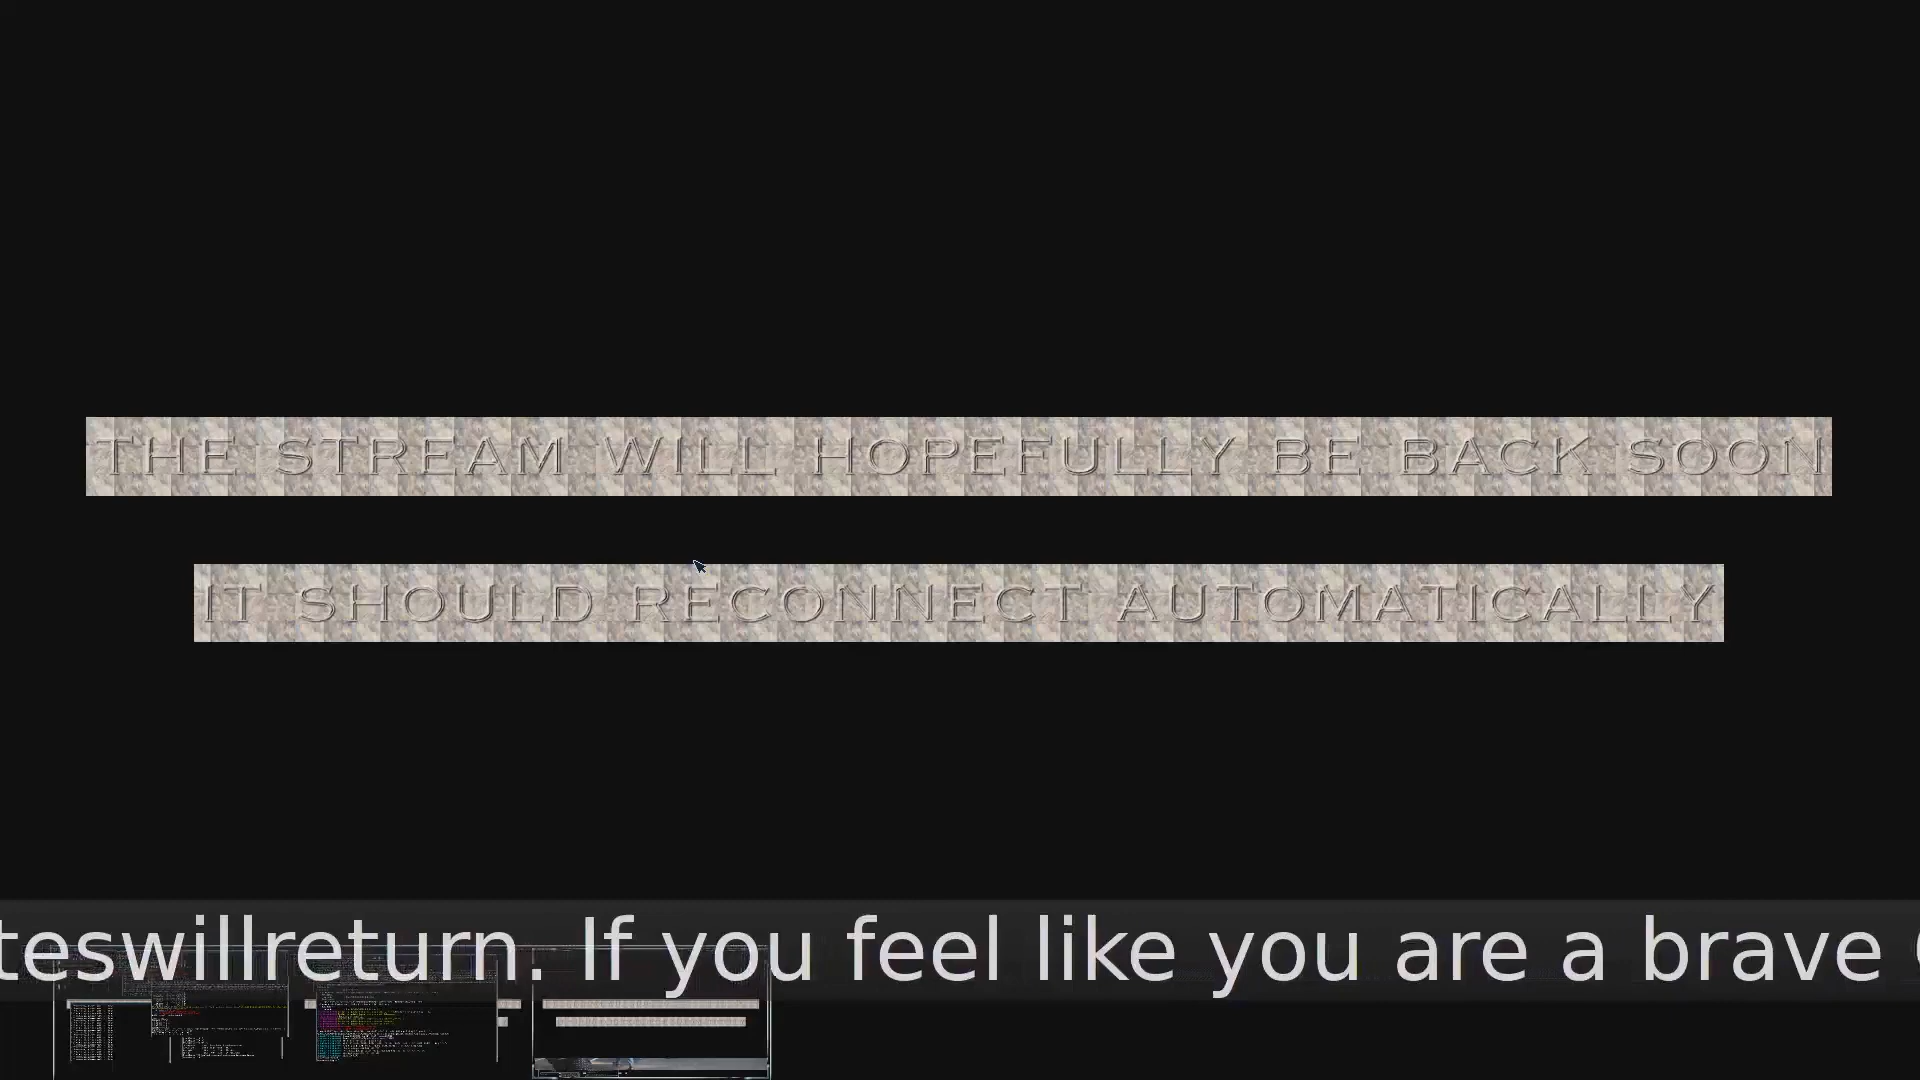 THE STREAM WILL HOPEFULLY BE BACK SOON
IT SHOULD RECONNECT AUTOMATICALLY
teswillreturn. If you feel like you are a brave